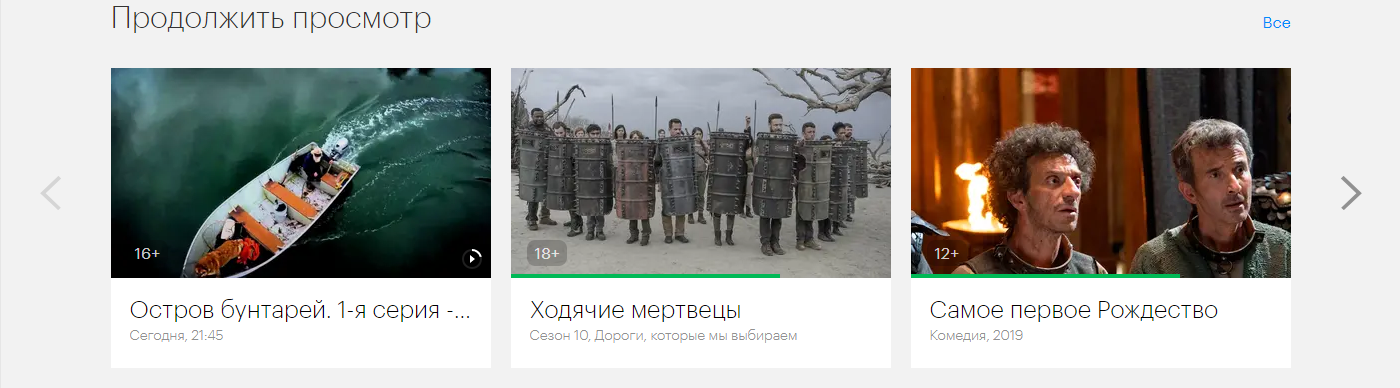 Продолжить просмотр
Все
16+
18+
12+
Остров бунтарей. 1-я серия -...
Сегодня, 21:45
Ходячие мертвецы
Сезон 10, Дороги, которые мы выбираем
Самое первое Рождество
Комедия, 2019